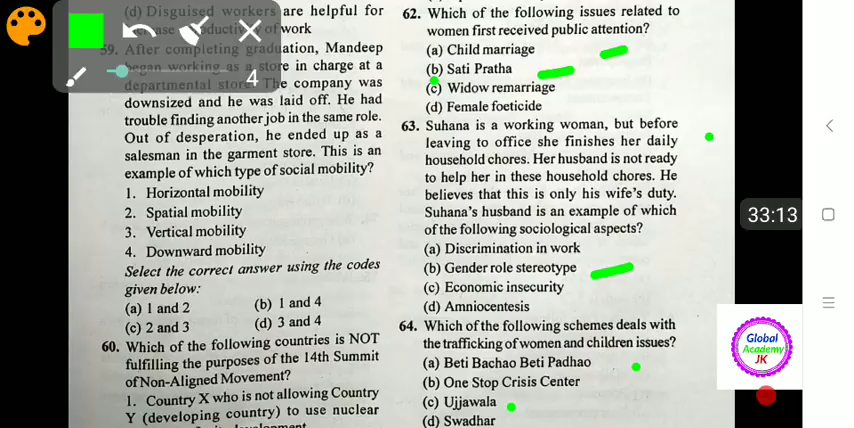 (d) Disguised workers are helpful for
of work
59. After completing graduation, Mandeep
began working as a store in charge at a
departmental store. The company was
downsized and he was laid off. He had
trouble finding another job in the same role.
Out of desperation, he ended up as a
salesman in the garment store. This is an
example of which type of social mobility?
1. Horizontal mobility
2. Spatial mobility
3. Vertical mobility
4. Downward mobility
Select the correct answer using the codes
given below:
(a) 1 and 2
(b) 1 and 4
(c) 2 and 3
(d) 3 and 4
60. Which of the following countries is NOT
fulfilling the purposes of the 14th Summit
of Non-Aligned Movement?
1. Country X who is not allowing Country
Y (developing country) to use nuclear
62. Which of the following issues related to
women first received public attention?
(a) Child marriage
(b) Sati Pratha
(c) Widow remarriage
(d) Female foeticide
63. Suhana is a working woman, but before
leaving to office she finishes her daily
household chores. Her husband is not ready
to help her in these household chores. He
believes that this is only his wife's duty.
Suhana's husband is an example of which
of the following sociological aspects?
(a) Discrimination in work
(b) Gender role stereotype
(c) Economic insecurity
(d) Amniocentesis
64. Which of the following schemes deals with
the trafficking of women and children issues?
(a) Beti Bachao Beti Padhao
(b) One Stop Crisis Center
(c) Ujjawala
(d) Swadhar
4
33:13
Global
Academy
JK